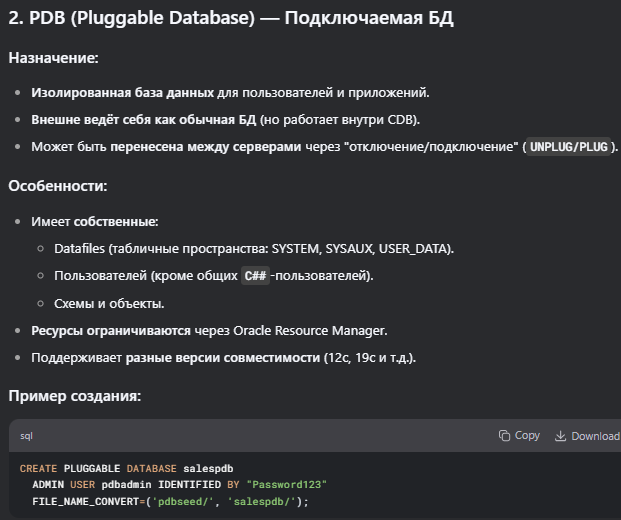 2. PDB (Pluggable Database) — Подключаемая БД
Назначение:
• Изолированная база данных для пользователей и приложений.
• Внешне ведёт себя как обычная БД (но работает внутри CDB).
• Может быть перенесена между серверами через "отключение/подключение" (UNPLUG/PLUG).
Особенности:
• Имеет собственные:
○ Datafiles (табличные пространства: SYSTEM, SYSAUX, USER_DATA).
○ Пользователей (кроме общих C## -пользователей).
○ Схемы и объекты.
• Ресурсы ограничиваются через Oracle Resource Manager.
• Поддерживает разные версии совместимости (12c, 19c и т.д.).
Пример создания:
sql Copy Download
CREATE PLUGGABLE DATABASE salespdb
ADMIN USER pdbadmin IDENTIFIED BY "Password123"
FILE_NAME_CONVERT=('pdbseed/', 'salespdb/');